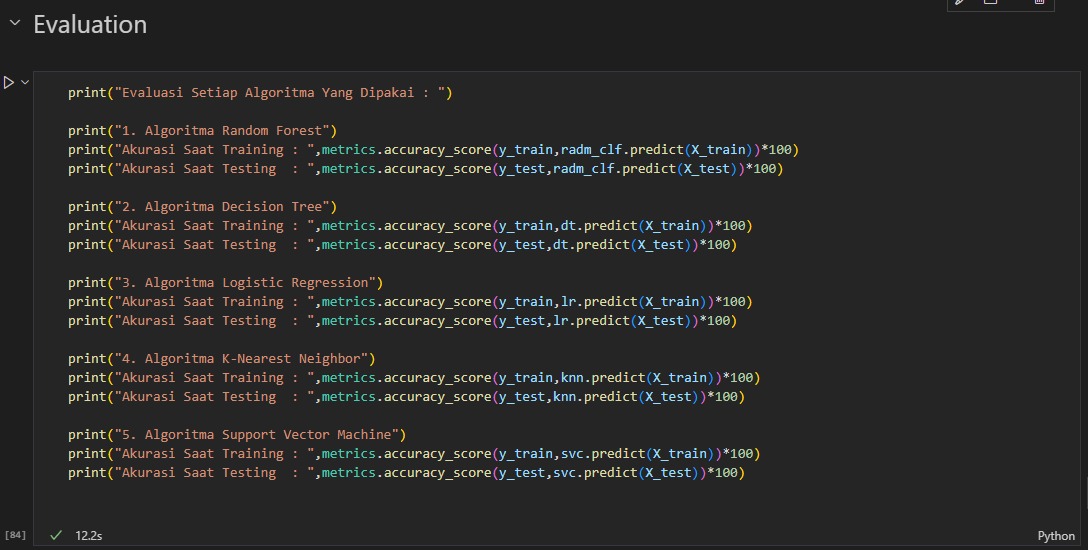 Evaluation
print("Evaluasi Setiap Algoritma Yang Dipakai : ")
print("1. Algoritma Random Forest")
print("Akurasi Saat Training : ",metrics.accuracy_score(y_train,radm_clf.predict(X_train))*100)
print("Akurasi Saat Testing  : ",metrics.accuracy_score(y_test,radm_clf.predict(X_test))*100)
print("2. Algoritma Decision Tree")
print("Akurasi Saat Training : ",metrics.accuracy_score(y_train,dt.predict(X_train))*100)
print("Akurasi Saat Testing  : ",metrics.accuracy_score(y_test,dt.predict(X_test))*100)
print("3. Algoritma Logistic Regression")
print("Akurasi Saat Training : ",metrics.accuracy_score(y_train,lr.predict(X_train))*100)
print("Akurasi Saat Testing  : ",metrics.accuracy_score(y_test,lr.predict(X_test))*100)
print("4. Algoritma K-Nearest Neighbor")
print("Akurasi Saat Training : ",metrics.accuracy_score(y_train,knn.predict(X_train))*100)
print("Akurasi Saat Testing  : ",metrics.accuracy_score(y_test,knn.predict(X_test))*100)
print("5. Algoritma Support Vector Machine")
print("Akurasi Saat Training : ",metrics.accuracy_score(y_train,svc.predict(X_train))*100)
print("Akurasi Saat Testing  : ",metrics.accuracy_score(y_test,svc.predict(X_test))*100)
[84] 12.2s Python